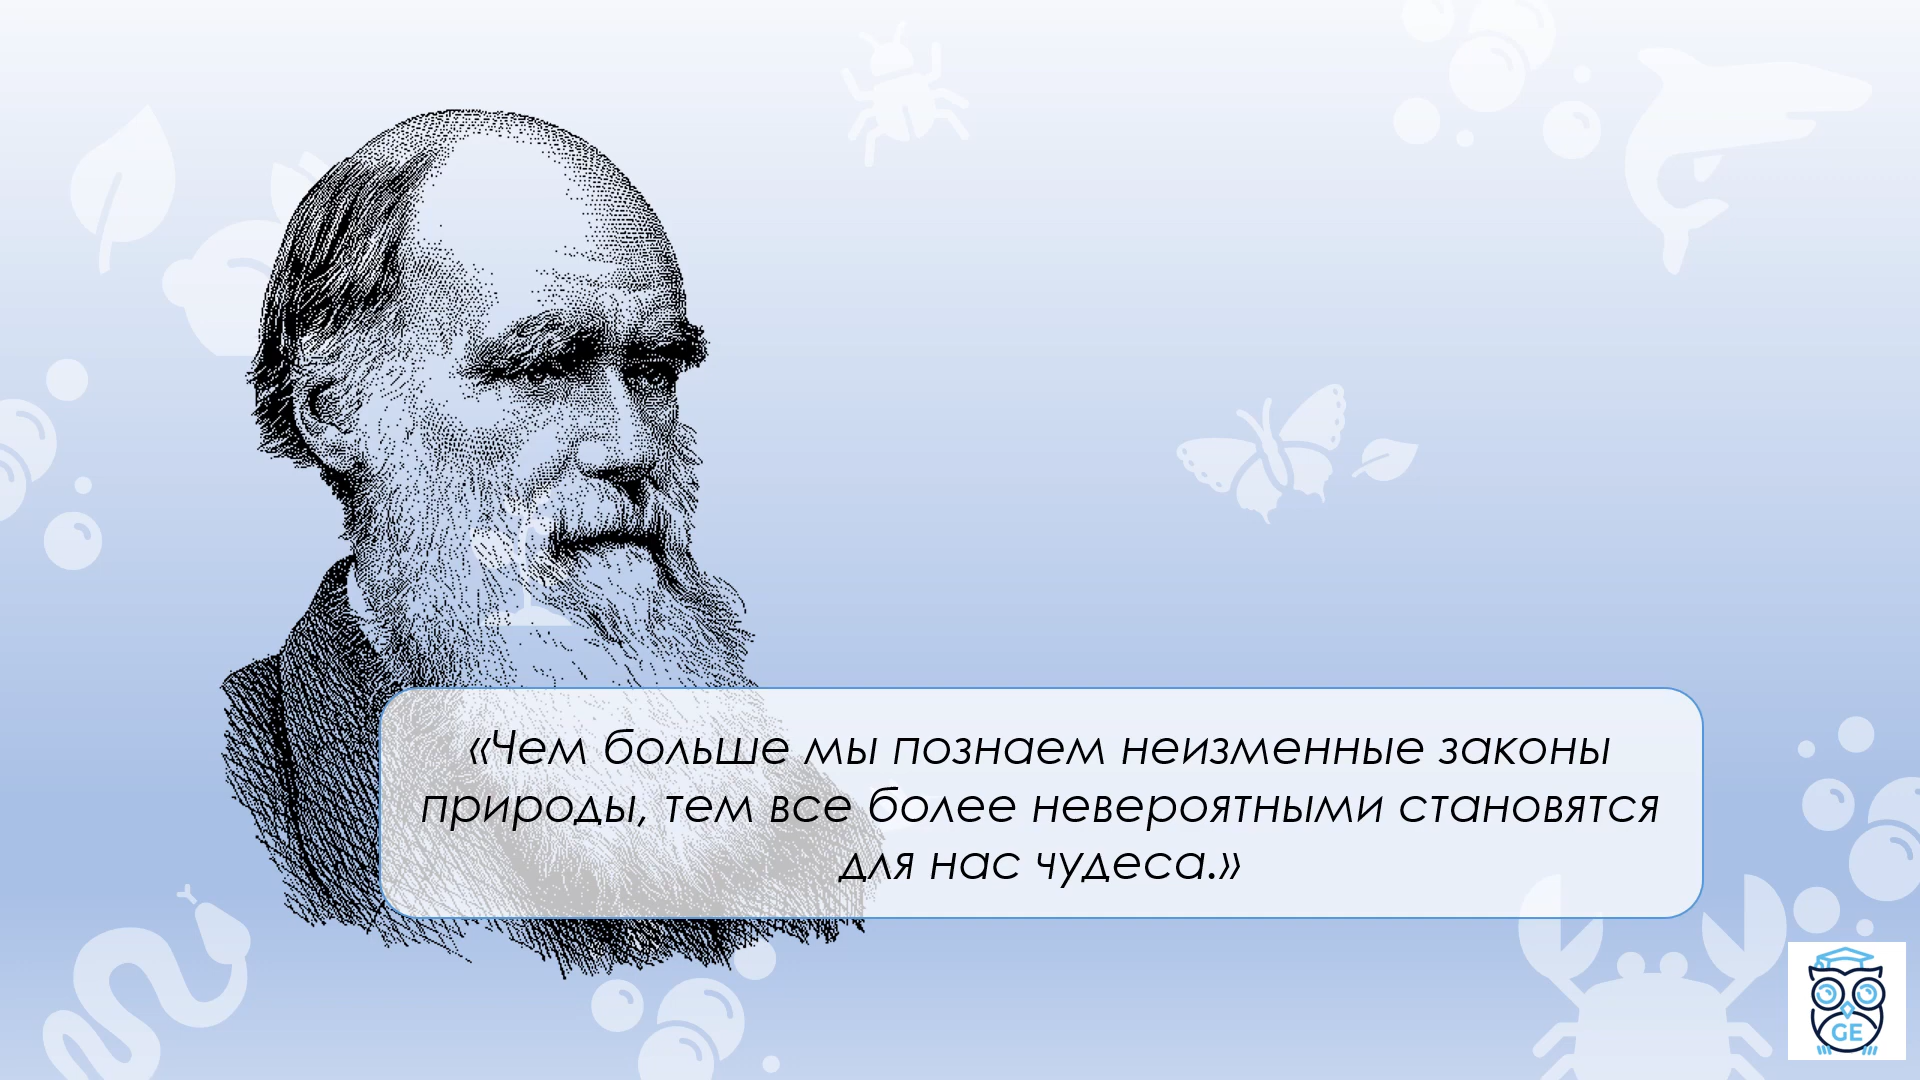 «Чем больше мы познаем неизменные законы
природы, тем все более невероятными становятся
для нас чудеса.»
GE